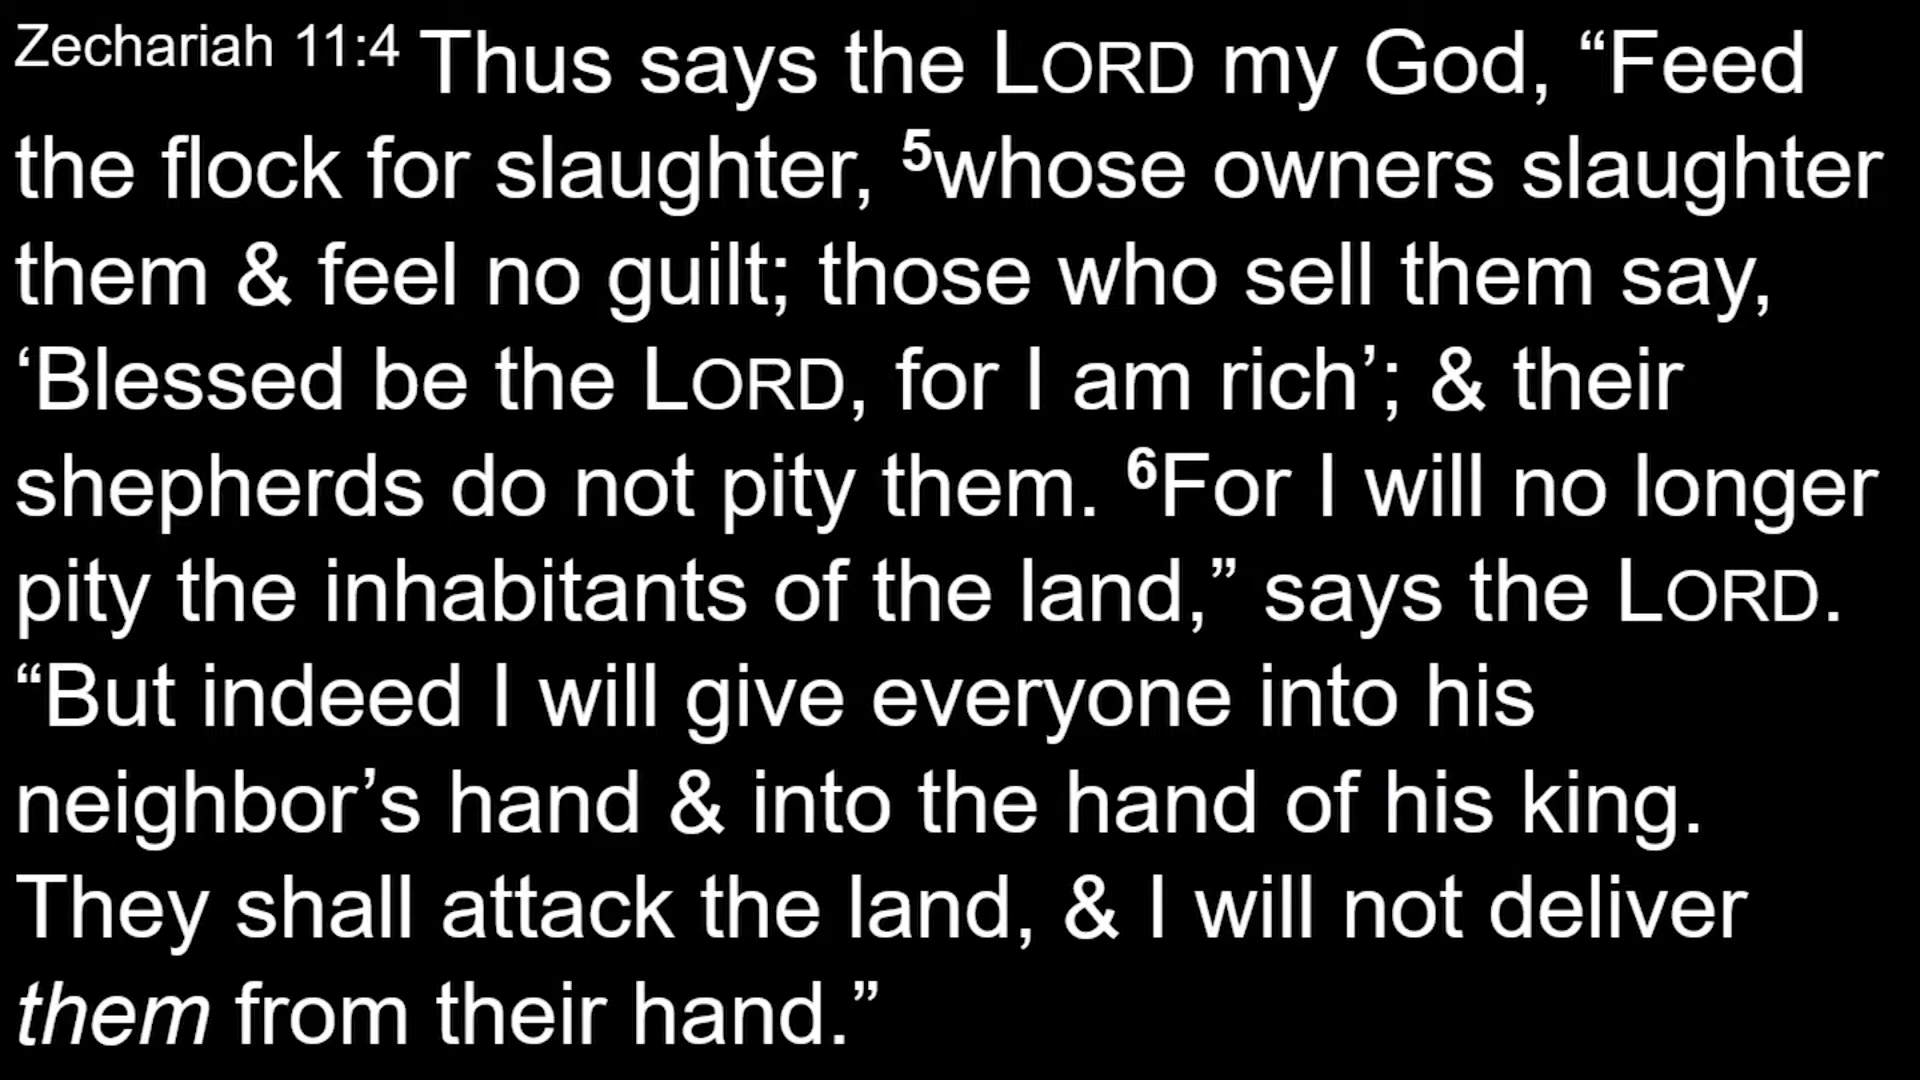 Zechariah 11:4 Thus says the LORD my God, “Feed
the flock for slaughter, 5whose owners slaughter
them & feel no guilt; those who sell them say,
‘Blessed be the LORD, for I am rich’; & their
shepherds do not pity them. 6For I will no longer
pity the inhabitants of the land,” says the LORD.
“But indeed I will give everyone into his
neighbor’s hand & into the hand of his king.
They shall attack the land, & I will not deliver
them from their hand.”